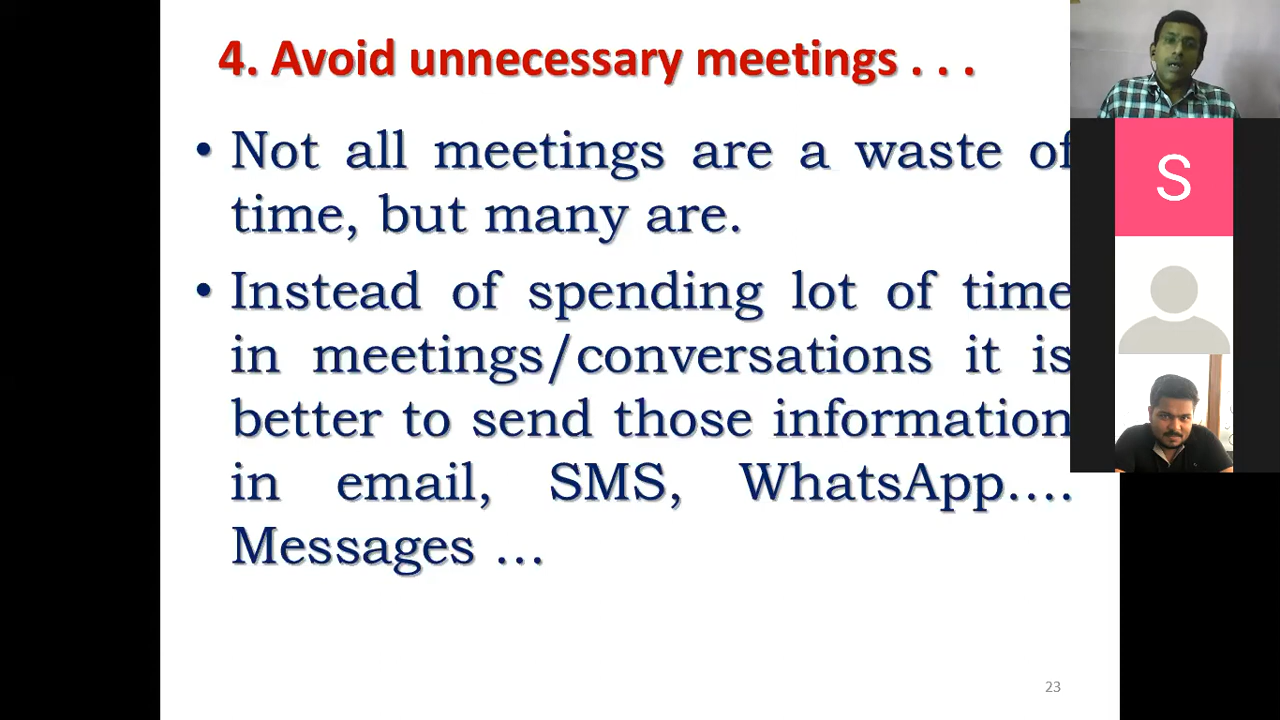 4. Avoid unnecessary meetings . . .
• Not all meetings are a waste of
time, but many are.
• Instead of spending lot of time
in meetings/conversations it is
better to send those information
in email, SMS, WhatsApp....
Messages ...
S
23